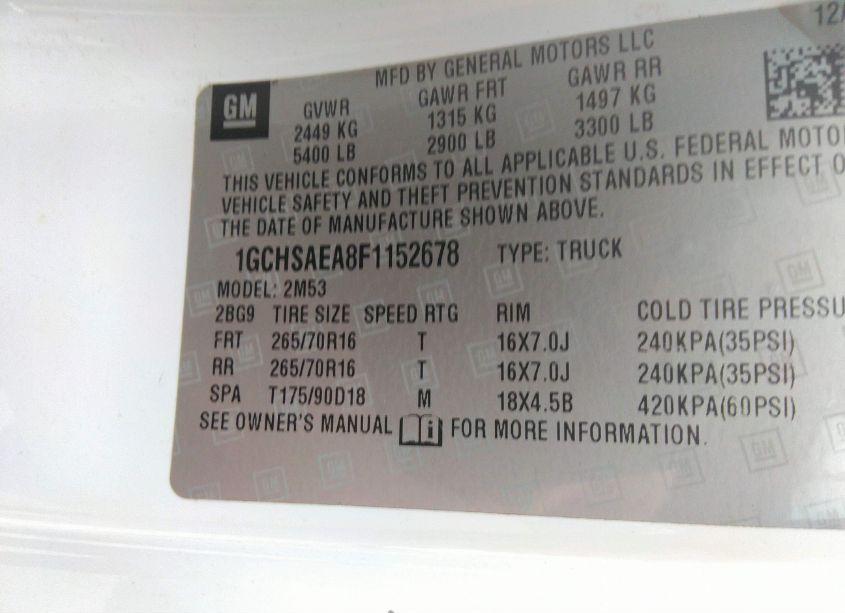 12
MFD BY GENERAL MOTORS LLC
GM
GVWR GAWR FRT GAWR RR
2449 KG 1315 KG 1497 KG
5400 LB 2900 LB 3300 LB
THIS VEHICLE CONFORMS TO ALL APPLICABLE U.S. FEDERAL MOTO
VEHICLE SAFETY AND THEFT PREVENTION STANDARDS IN EFFECT O
THE DATE OF MANUFACTURE SHOWN ABOVE.
1GCHSAEA8F1152678 TYPE: TRUCK
MODEL: 2M53
2BG9 TIRE SIZE SPEED RTG RIM COLD TIRE PRESSU
FRT 265/70R16 T 16X7.0J 240KPA(35PSI)
RR 265/70R16 T 16X7.0J 240KPA(35PSI)
SPA T175/90D18 M 18X4.5B 420KPA(60PSI)
SEE OWNER'S MANUAL FOR MORE INFORMATION.